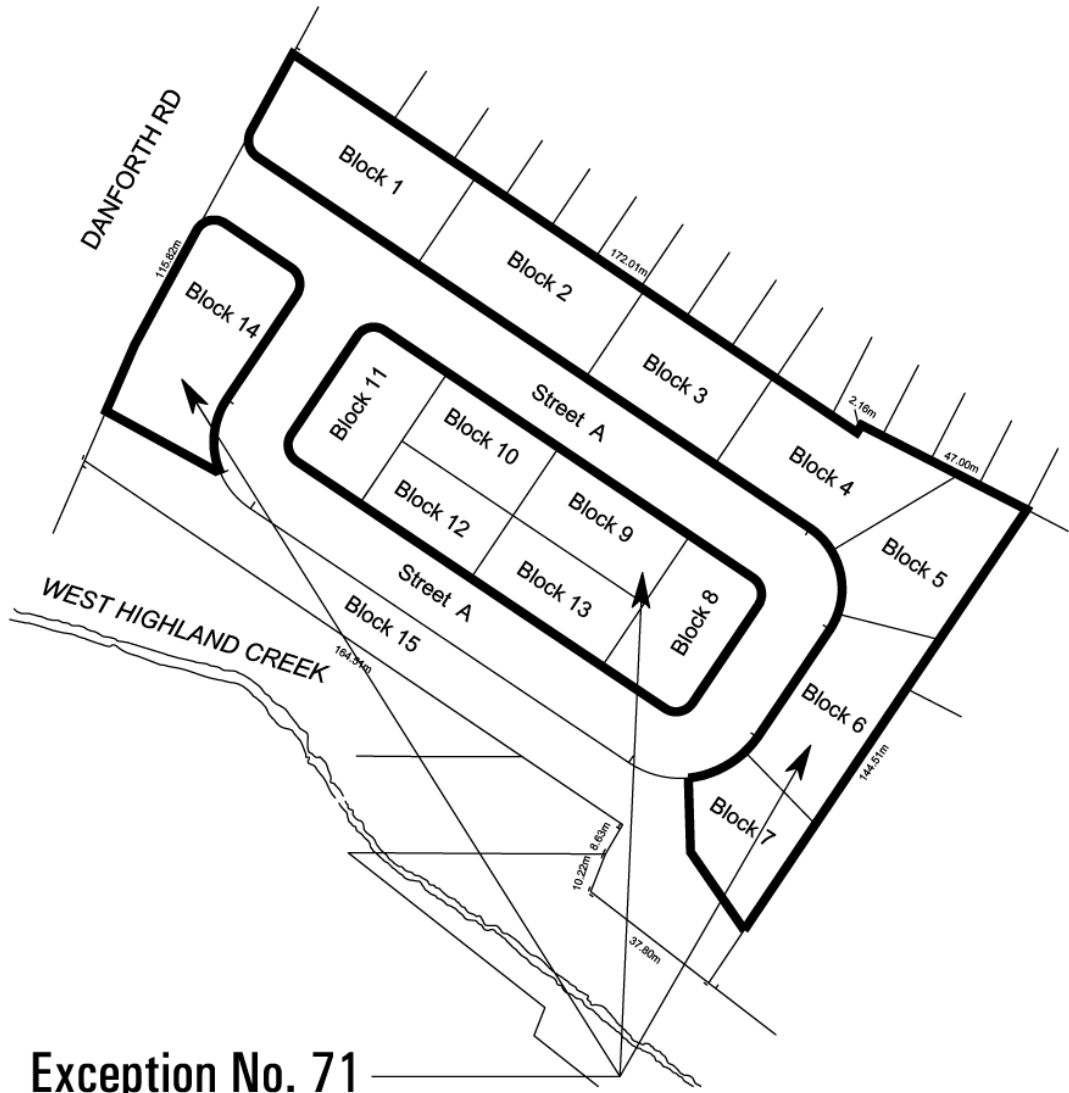 DANFORTH RD
Block 1
115.82m
Block 2
172.01m
Block 14
Block 3
Block 11
Street A
2.16m
Block 10
Block 4
47.00m
Block 12
Block 9
Block 5
Street A
Block 13
Block 8
WEST HIGHLAND CREEK
Block 15
164.51m
Block 6
144.51m
Block 7
8.63m
10.22m
37.80m
Exception No. 71